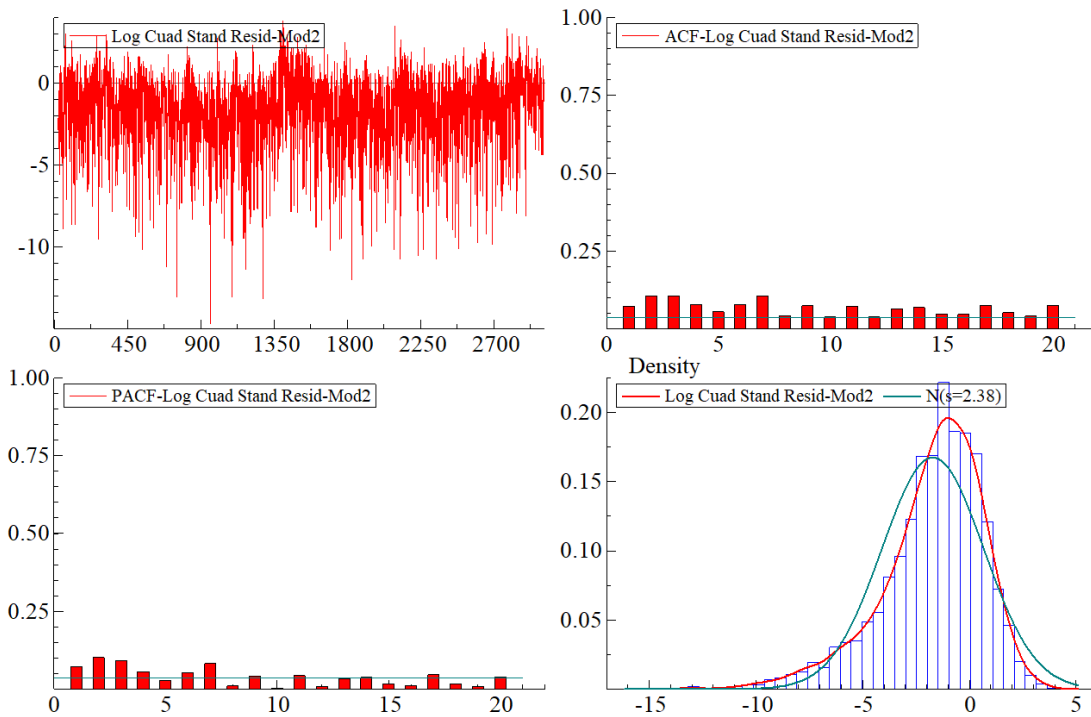 Log Cuad Stand Resid-Mod2
0
-5
-10
0 450 900 1350 1800 2250 2700
1.00
ACF-Log Cuad Stand Resid-Mod2
0.75
0.50
0.25
0 5 10 15 20
1.00
PACF-Log Cuad Stand Resid-Mod2
0.75
0.50
0.25
0 5 10 15 20
Density
Log Cuad Stand Resid-Mod2 N(s=2.38)
0.20
0.15
0.10
0.05
-15 -10 -5 0 5